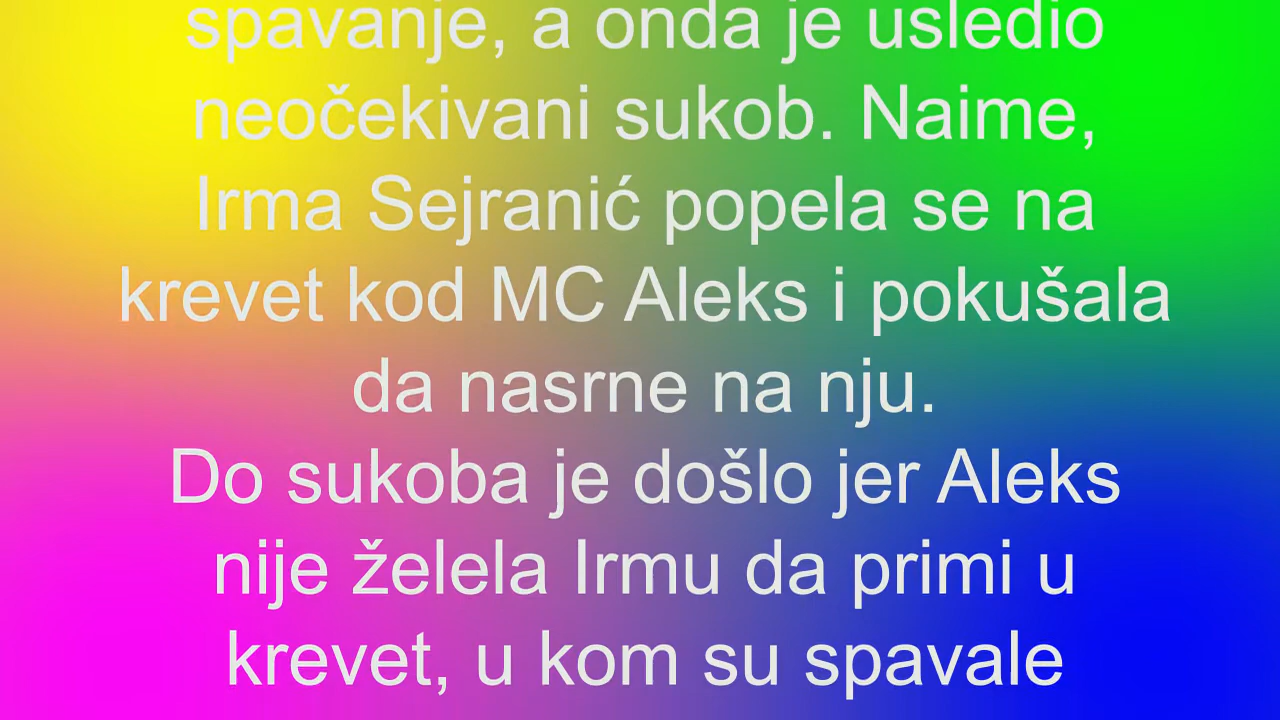 spavanje, a onda je usledio
neočekivani sukob. Naime,
Irma Sejranić popela se na
krevet kod MC Aleks i pokušala
da nasrne na nju.
Do sukoba je došlo jer Aleks
nije želela Irmu da primi u
krevet, u kom su spavale